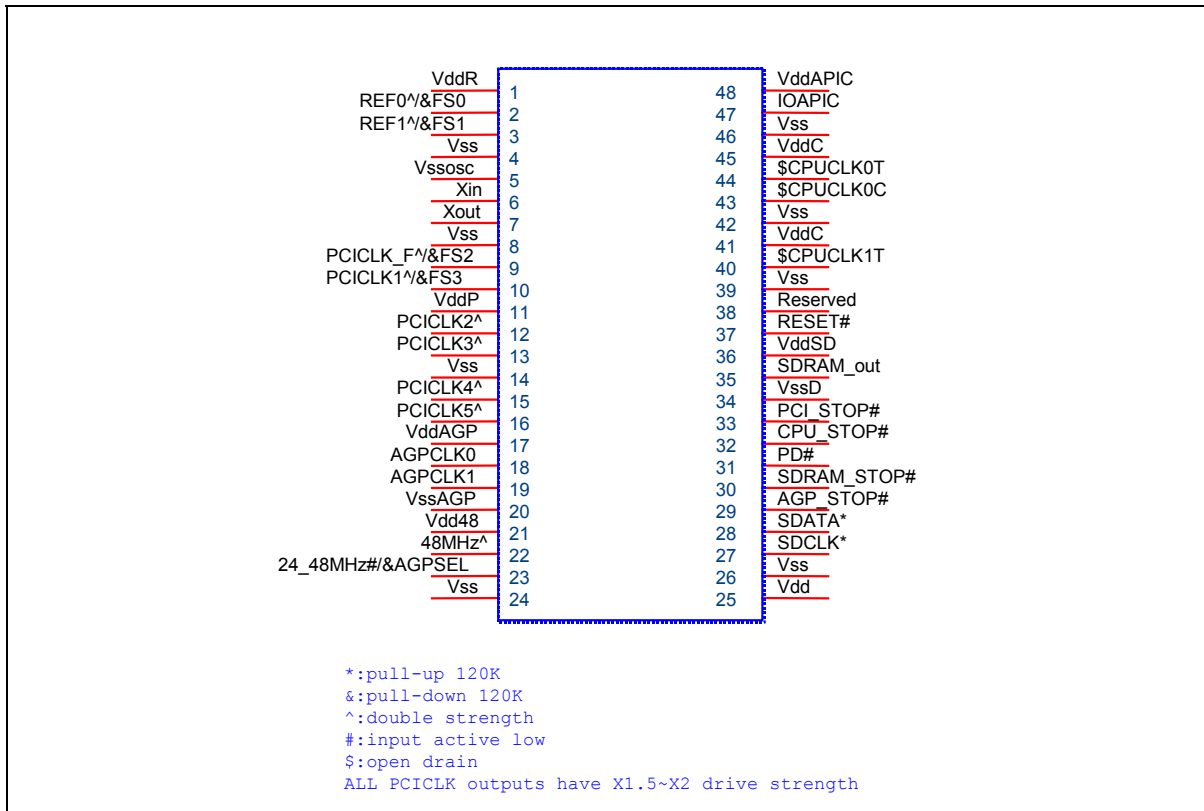 VddR 1 48 VddAPIC
REF0^/&FS0 2 47 IOAPIC
REF1^/&FS1 3 46 Vss
Vss 4 45 VddC
Vssosc 5 44 $CPUCLK0T
Xin 6 43 $CPUCLK0C
Xout 7 42 Vss
Vss 8 41 VddC
PCICLK_F^/&FS2 9 40 $CPUCLK1T
PCICLK1^/&FS3 10 39 Vss
VddP 11 38 Reserved
PCICLK2^ 12 37 RESET#
PCICLK3^ 13 36 VddSD
Vss 14 35 SDRAM_out
PCICLK4^ 15 34 VssD
PCICLK5^ 16 33 PCI_STOP#
VddAGP 17 32 CPU_STOP#
AGPCLK0 18 31 PD#
AGPCLK1 19 30 SDRAM_STOP#
VssAGP 20 29 AGP_STOP#
Vdd48 21 28 SDATA*
48MHz^ 22 27 SDCLK*
24_48MHz#/&AGPSEL 23 26 Vss
Vss 24 25 Vdd
*:pull-up 120K
&:pull-down 120K
^:double strength
#:input active low
$:open drain
ALL PCICLK outputs have X1.5~X2 drive strength